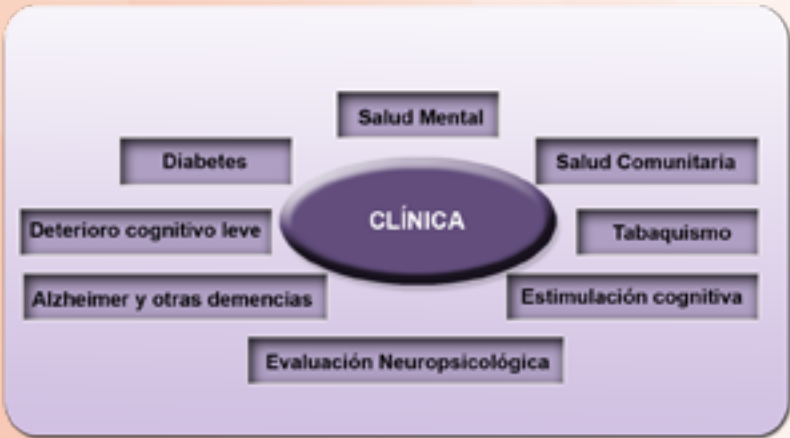 Salud Mental
Diabetes
Salud Comunitaria
CLÍNICA
Deterioro cognitivo leve
Tabaquismo
Alzheimer y otras demencias
Estimulación cognitiva
Evaluación Neuropsicológica